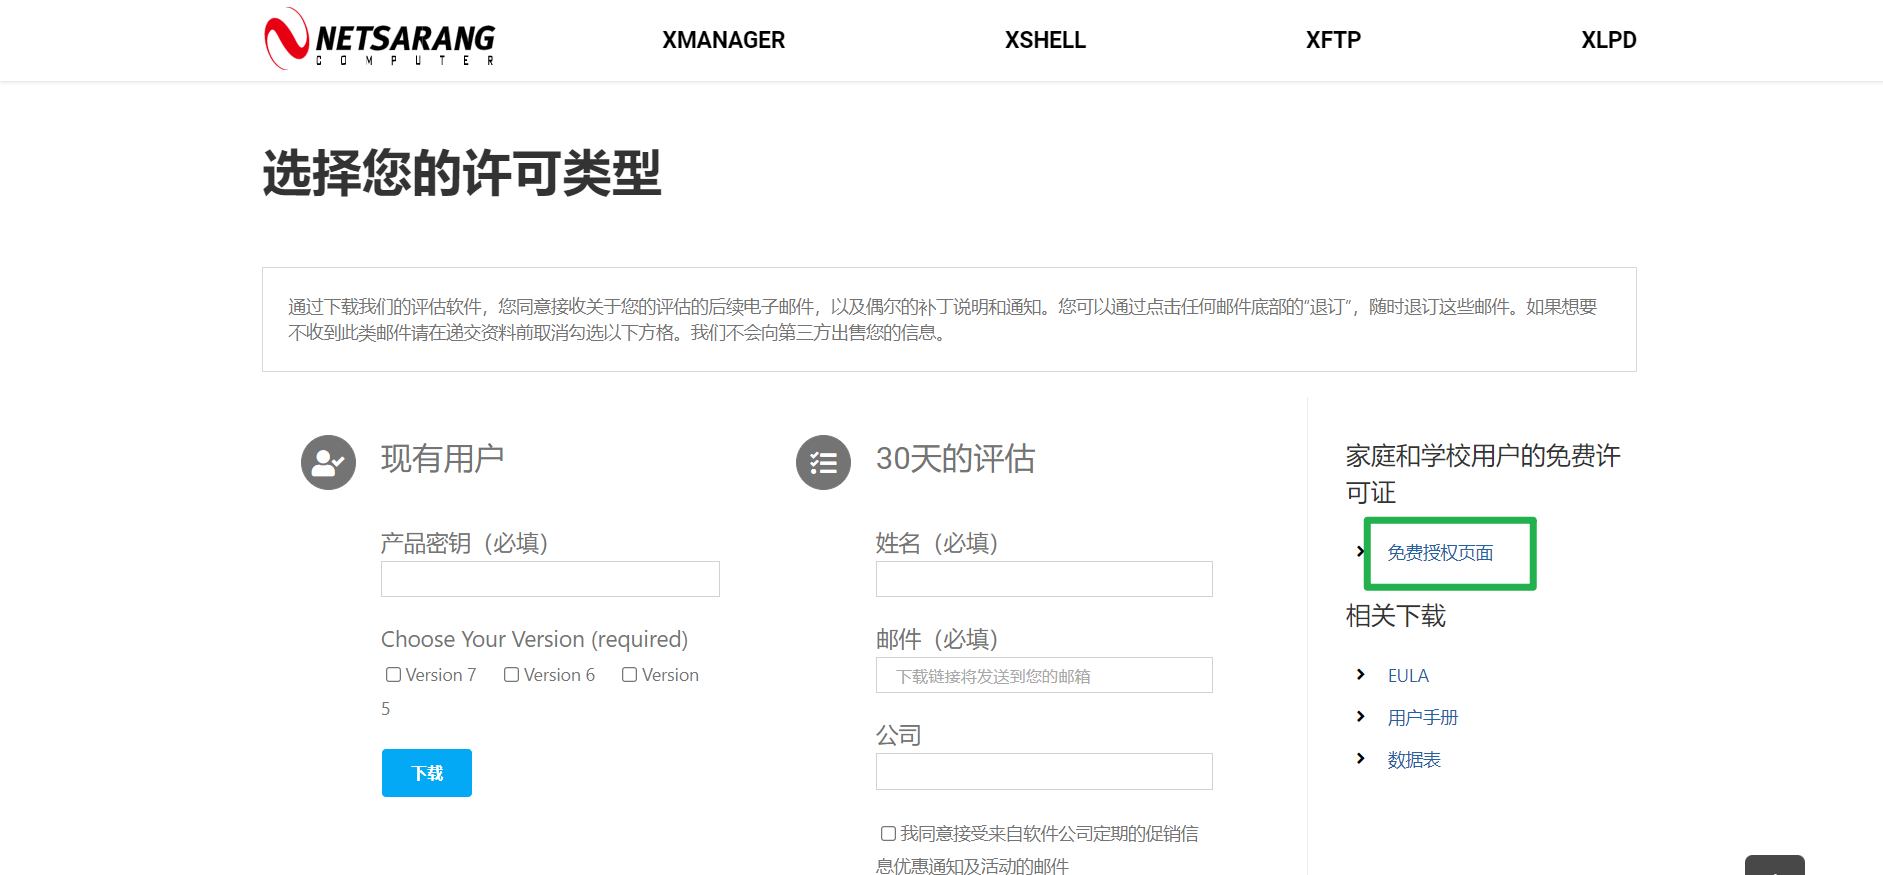 NETSARANG
COMPUTER
XMANAGER
XSHELL
XFTP
XLPD
选择您的许可类型
通过下载我们的评估软件，您同意接收关于您的评估的后续电子邮件，以及偶尔的补丁说明和通知。您可以通过点击任何邮件底部的“退订”，随时退订这些邮件。如果想要
不收到此类邮件请在递交资料前取消勾选以下方格。我们不会向第三方出售您的信息。
现有用户
产品密钥（必填）
Choose Your Version (required)
Version 7 Version 6 Version
5
下载
30天的评估
姓名（必填）
邮件（必填）
下载链接将发送到您的邮箱
公司
我同意接受来自软件公司定期的促销信
息优惠通知及活动的邮件
家庭和学校用户的免费许
可证
免费授权页面
相关下载
EULA
用户手册
数据表